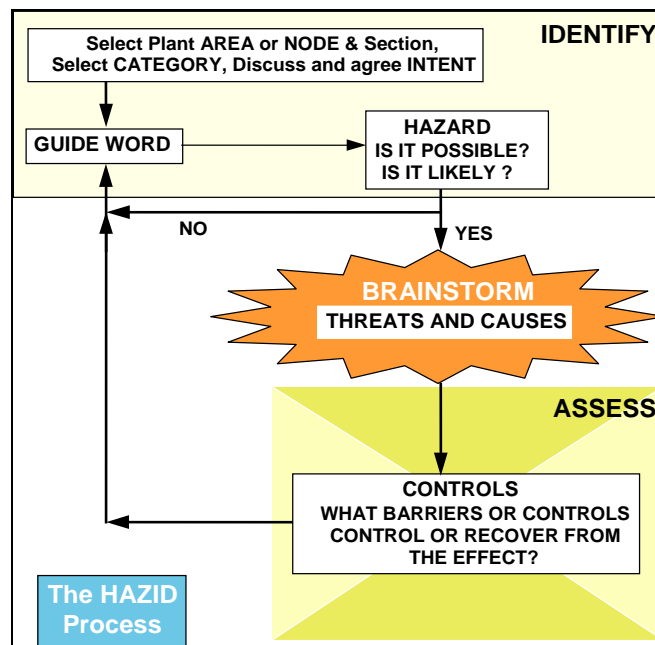 IDENTIFY
Select Plant AREA or NODE & Section,
Select CATEGORY, Discuss and agree INTENT
GUIDE WORD
HAZARD
IS IT POSSIBLE?
IS IT LIKELY ?
NO
YES
BRAINSTORM
THREATS AND CAUSES
ASSESS
CONTROLS
WHAT BARRIERS OR CONTROLS
CONTROL OR RECOVER FROM
THE EFFECT?
The HAZID
Process